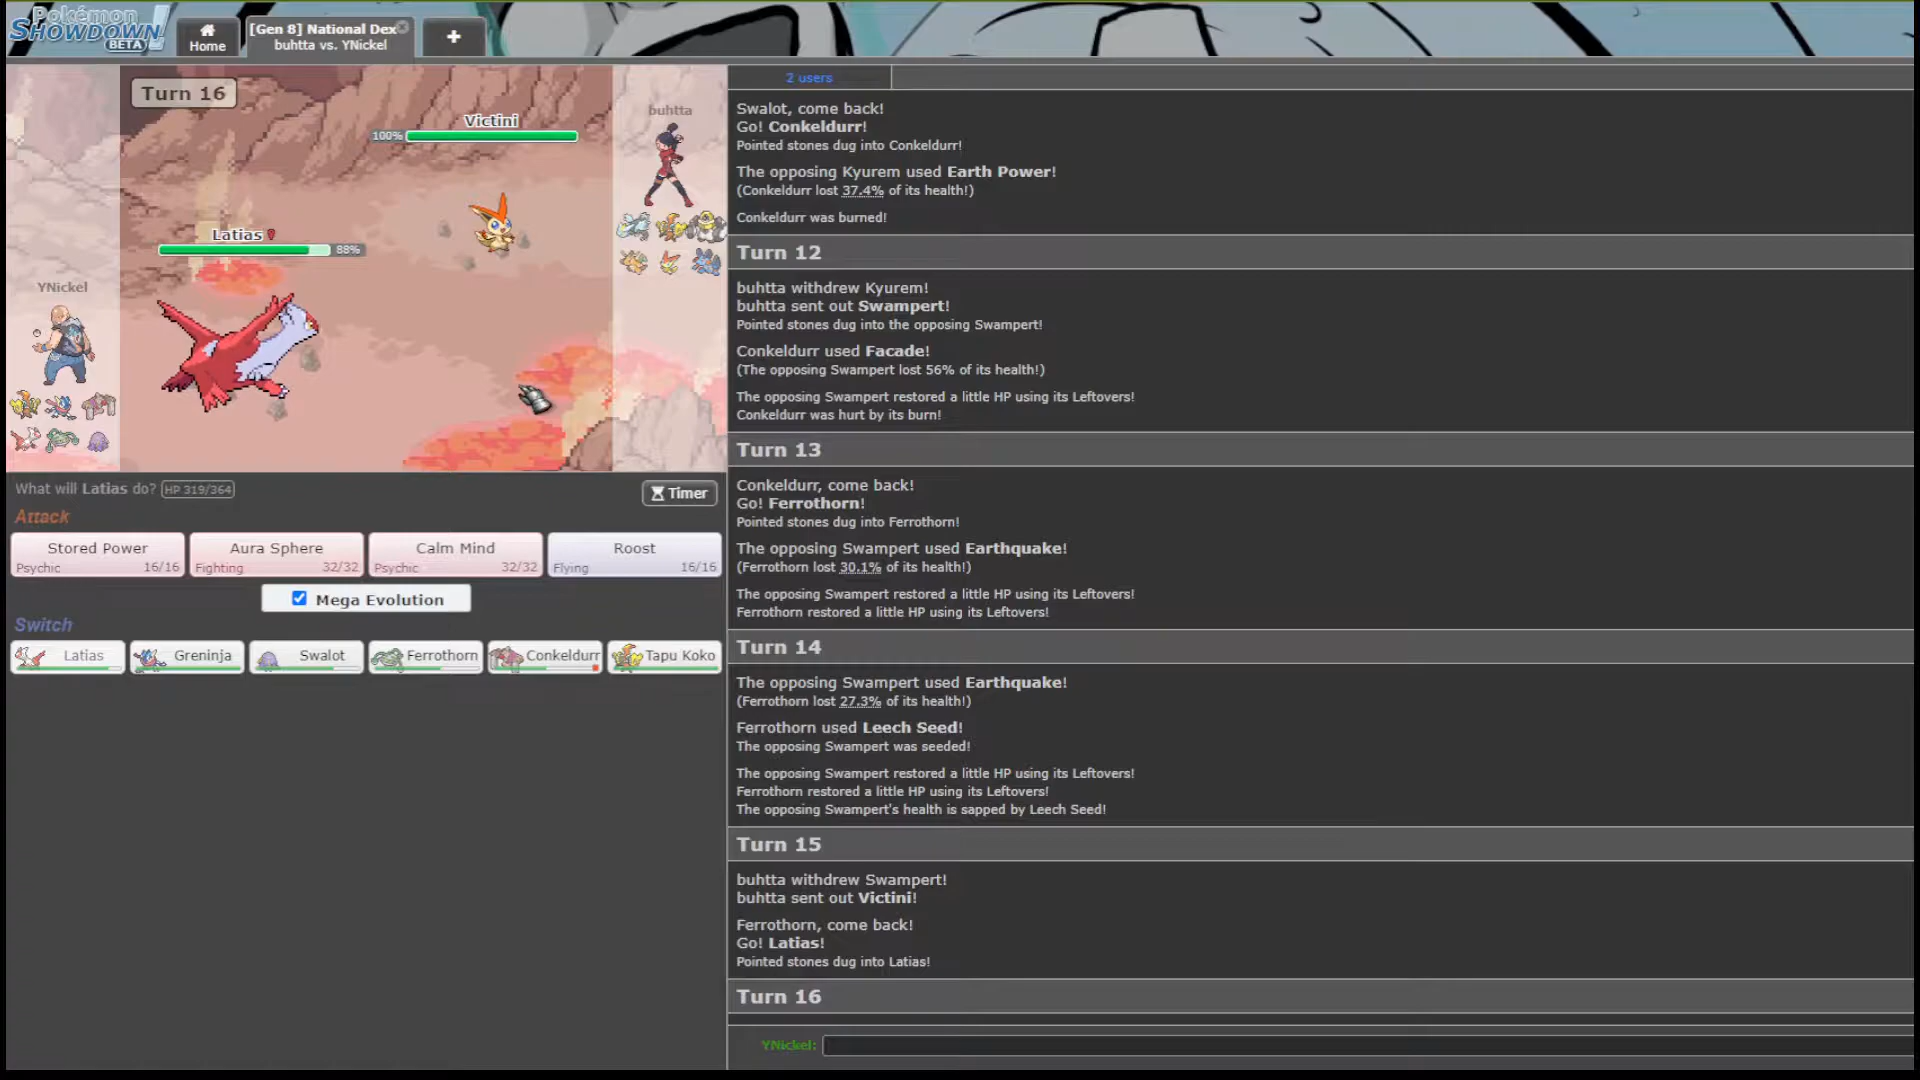 Pokémon
SHOWDOWN!
BETA
Home
[Gen 8] National Dex
buhtta vs. YNickel
+
Turn 16
Victini
100%
Latias
88%
buhtta
YNickel
What will Latias do? HP 319/364
Timer
Attack
Stored Power
Psychic 16/16
Aura Sphere
Fighting 32/32
Calm Mind
Psychic 32/32
Roost
Flying 16/16
Mega Evolution
Switch
Latias
Greninja
Swalot
Ferrothorn
Conkeldurr
Tapu Koko
2 users
Swalot, come back!
Go! Conkeldurr!
Pointed stones dug into Conkeldurr!
The opposing Kyurem used Earth Power!
(Conkeldurr lost 37.4% of its health!)
Conkeldurr was burned!
Turn 12
buhtta withdrew Kyurem!
buhtta sent out Swampert!
Pointed stones dug into the opposing Swampert!
Conkeldurr used Facade!
(The opposing Swampert lost 56% of its health!)
The opposing Swampert restored a little HP using its Leftovers!
Conkeldurr was hurt by its burn!
Turn 13
Conkeldurr, come back!
Go! Ferrothorn!
Pointed stones dug into Ferrothorn!
The opposing Swampert used Earthquake!
(Ferrothorn lost 30.1% of its health!)
The opposing Swampert restored a little HP using its Leftovers!
Ferrothorn restored a little HP using its Leftovers!
Turn 14
The opposing Swampert used Earthquake!
(Ferrothorn lost 27.3% of its health!)
Ferrothorn used Leech Seed!
The opposing Swampert was seeded!
The opposing Swampert restored a little HP using its Leftovers!
Ferrothorn restored a little HP using its Leftovers!
The opposing Swampert's health is sapped by Leech Seed!
Turn 15
buhtta withdrew Swampert!
buhtta sent out Victini!
Ferrothorn, come back!
Go! Latias!
Pointed stones dug into Latias!
Turn 16
YNickel: